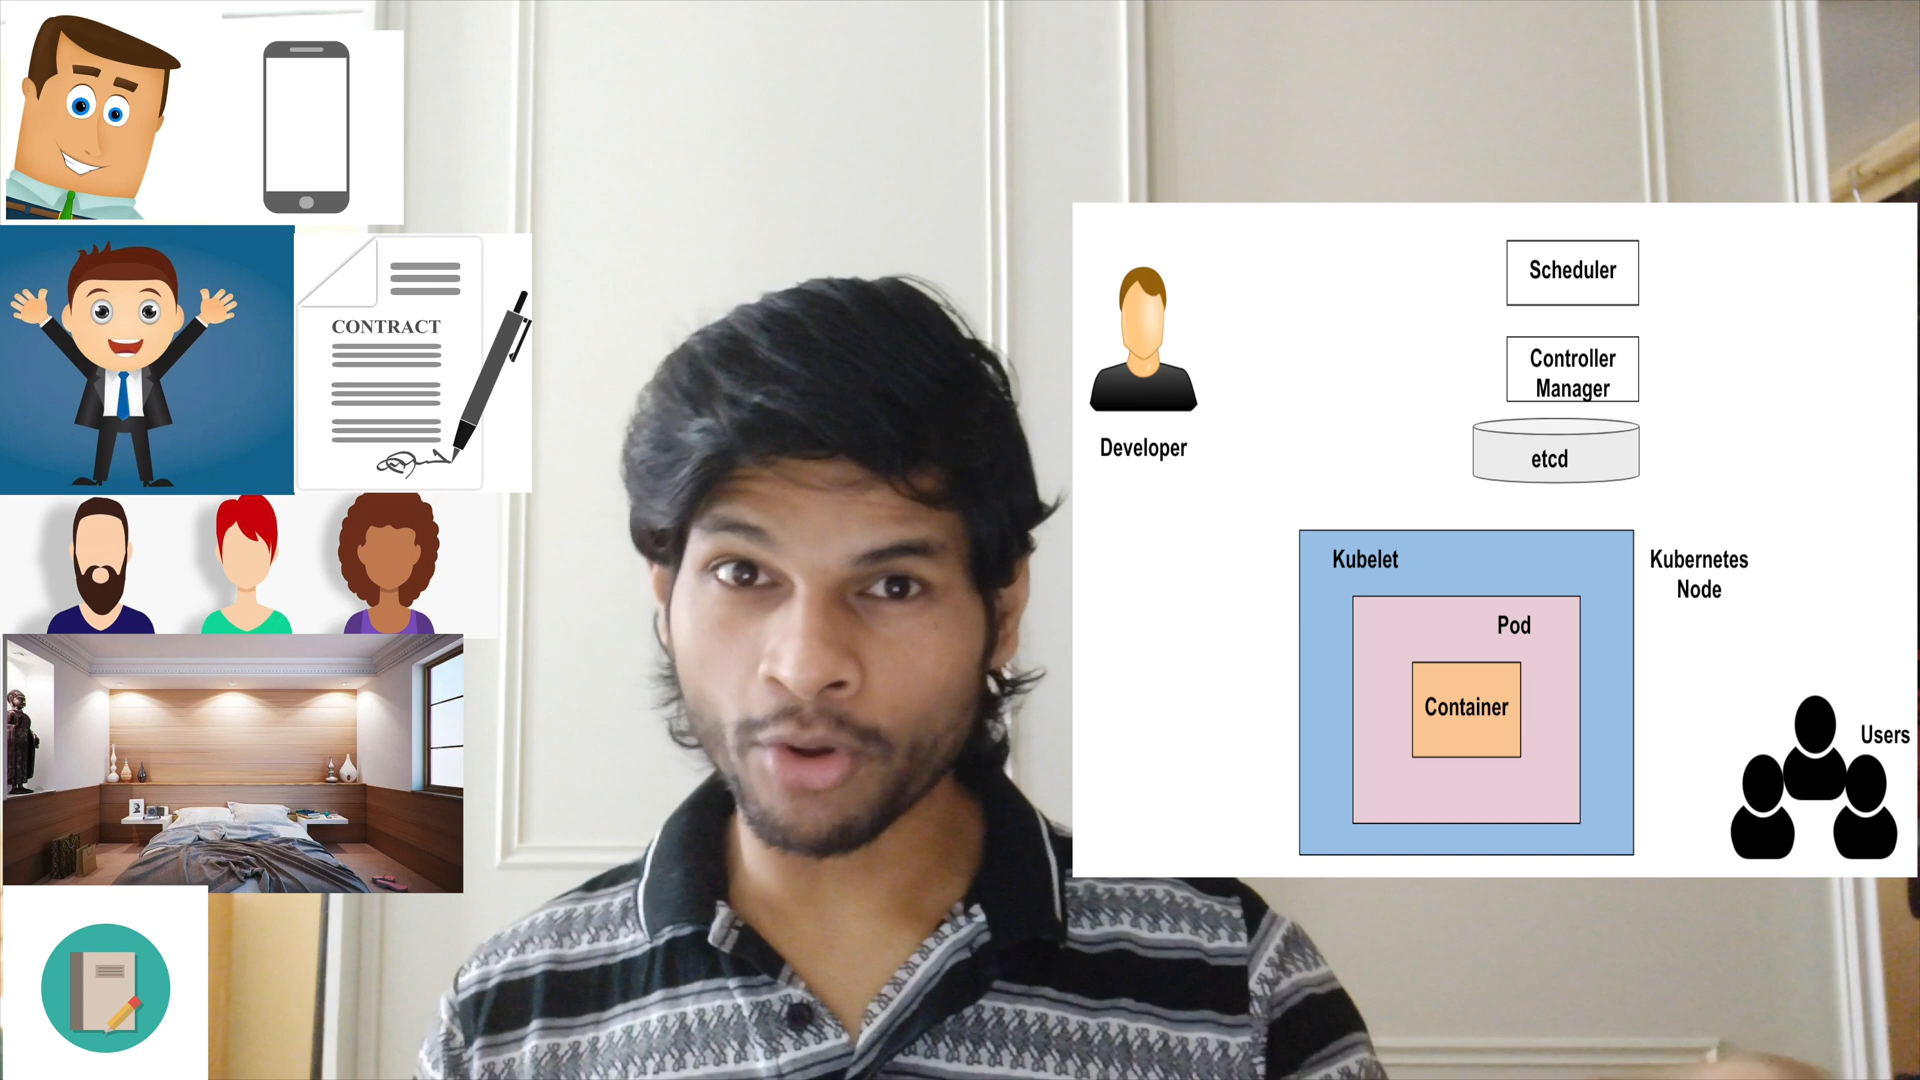 CONTRACT
Scheduler
Controller
Manager
etcd
Developer
Kubelet
Kubernetes
Node
Pod
Container
Users